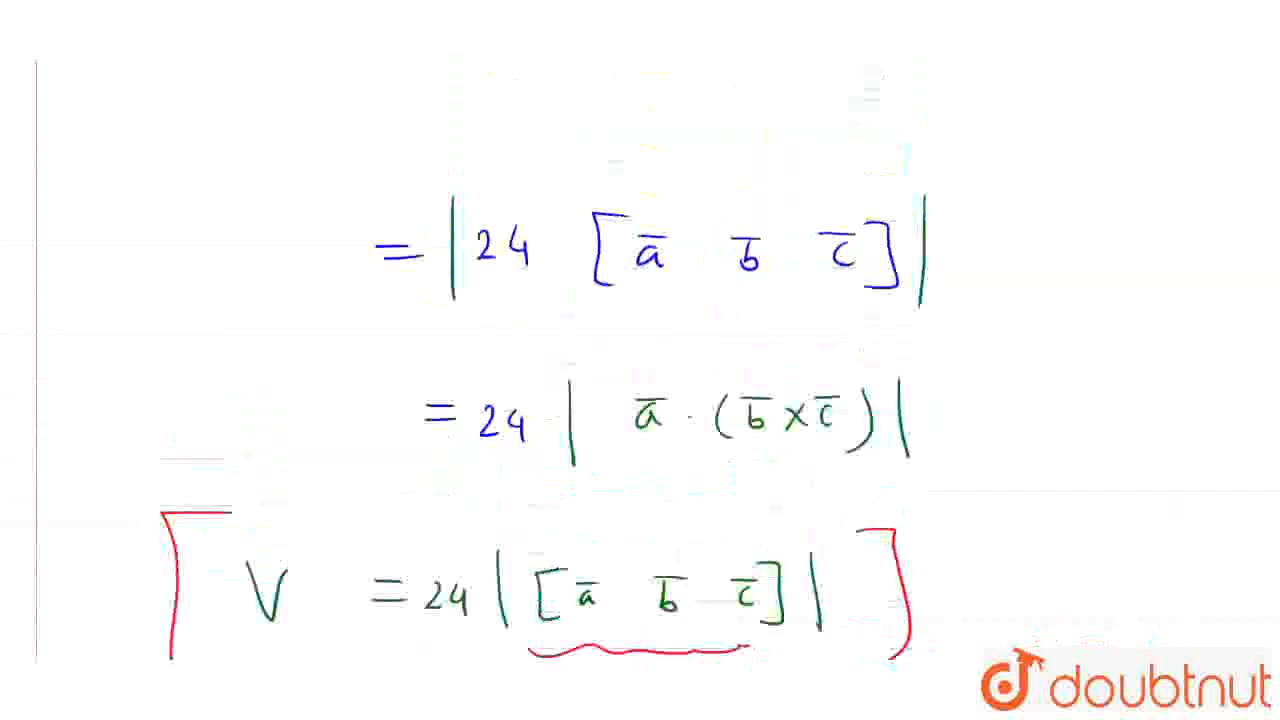 = | 24 [ a̅ b̅ c̅ ] |
= 24 | a̅ . ( b̅ × c̅ ) |
V = 24 | [ a̅ b̅ c̅ ] |
doubtnut